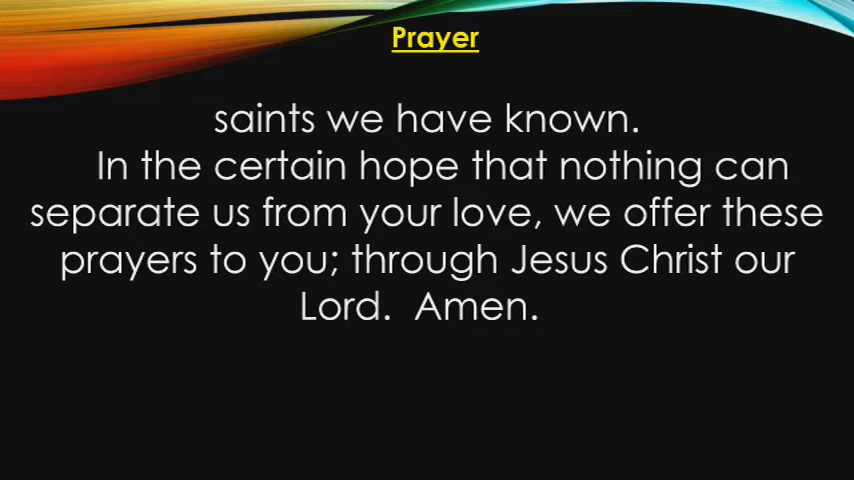 Prayer
saints we have known.
In the certain hope that nothing can
separate us from your love, we offer these
prayers to you; through Jesus Christ our
Lord.  Amen.